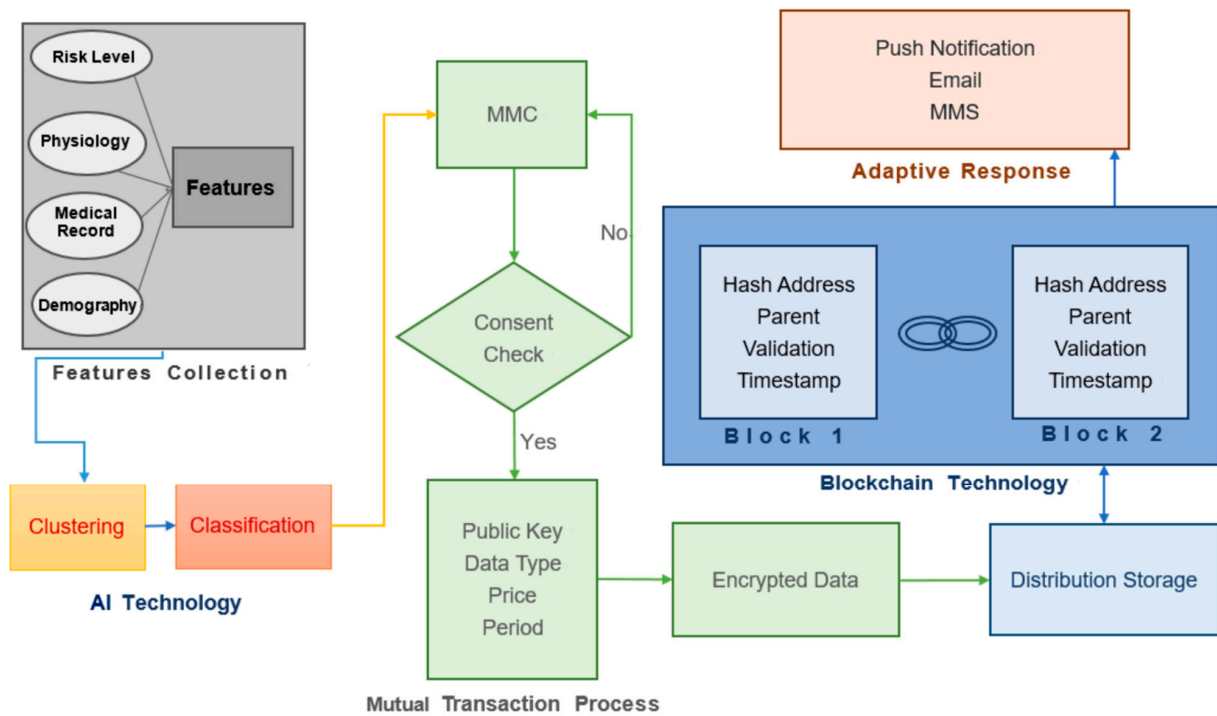 Risk Level
Physiology
Medical
Record
Demography
Features
Features Collection
Clustering
Classification
AI Technology
MMC
No
Consent
Check
Yes
Public Key
Data Type
Price
Period
Mutual Transaction Process
Encrypted Data
Distribution Storage
Push Notification
Email
MMS
Adaptive Response
Hash Address
Parent
Validation
Timestamp
Block 1
Hash Address
Parent
Validation
Timestamp
Block 2
Blockchain Technology